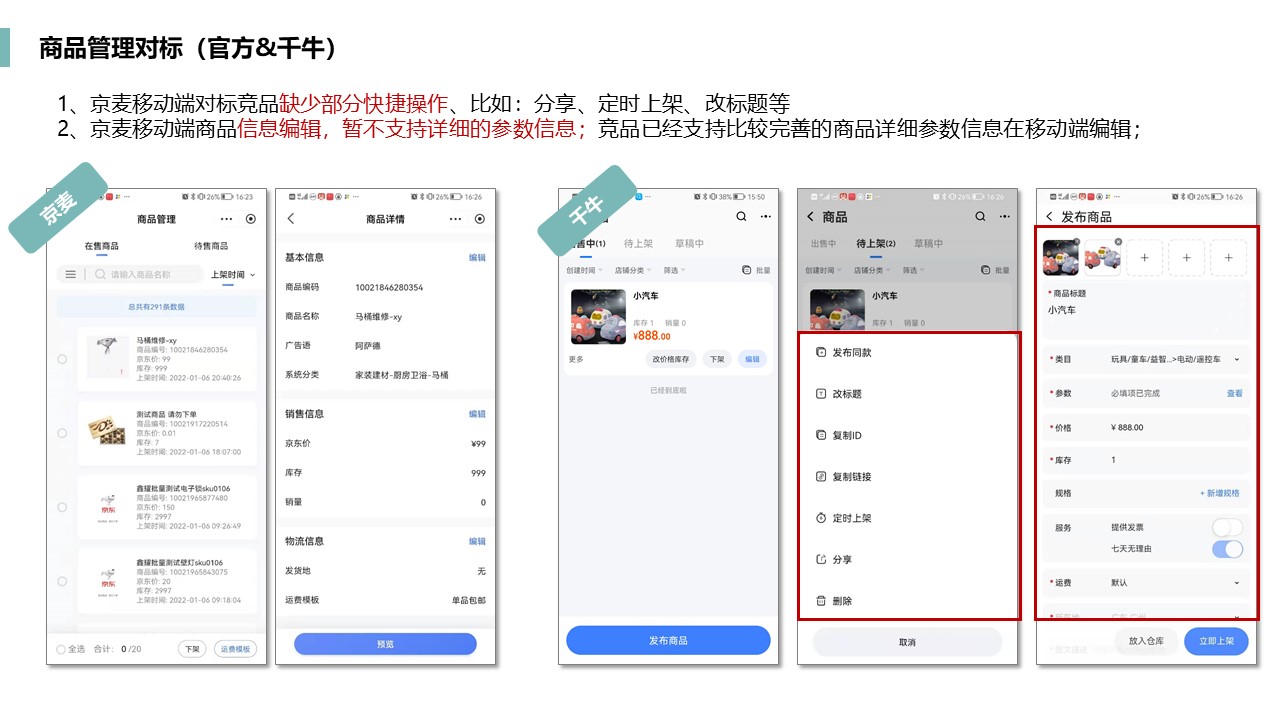 商品管理对标（官方&千牛）
1、京麦移动端对标竞品缺少部分快捷操作、比如：分享、定时上架、改标题等
2、京麦移动端商品信息编辑，暂不支持详细的参数信息；竞品已经支持比较完善的商品详细参数信息在移动端编辑；
京麦
26% 16:23
商品管理
在售商品 待售商品
请输入商品名称 上架时间
总共有291条数据
马桶维修-xy
商品编号: 10021846280354
京东价: 99
库存: 999
上架时间: 2022-01-06 20:40:26
测试商品 请勿下单
商品编号: 10021917220514
京东价: 0.01
库存: 7
上架时间: 2022-01-06 18:07:00
鑫耀批量测试电子锁sku0106
商品编号: 10021965877480
京东价: 150
库存: 2997
上架时间: 2022-01-06 09:26:49
京东
鑫耀批量测试壁灯sku0106
商品编号: 10021965843075
京东价: 20
库存: 2997
上架时间: 2022-01-06 09:18:04
京东
全选 合计: 0 /20 下架 运费模板
26% 16:26
商品详情
基本信息 编辑
商品编码 10021846280354
商品名称 马桶维修-xy
广告语 阿萨德
系统分类 家装建材-厨房卫浴-马桶
销售信息 编辑
京东价 ¥99
库存 999
销量 0
物流信息 编辑
发货地 无
运费模板 单品包邮
预览
千牛
38% 15:50
售中(1) 待上架 草稿中
创建时间 店铺分类 筛选 批量
小汽车
库存 1 销量 0
¥888.00
更多 改价格库存 下架 编辑
已经到底啦
发布商品
26% 16:26
商品
出售中 待上架(2) 草稿中
创建时间 店铺分类 筛选 批量
小汽车
库存 1 销量 0
发布同款
改标题
复制ID
复制链接
定时上架
分享
删除
取消
26% 16:26
发布商品
*商品标题
小汽车
*类目 玩具/童车/益智...>电动/遥控车
*参数 必填项已完成 查看
*价格 ¥ 888.00
*库存 1
规格 + 新增规格
服务 提供发票
七天无理由
*运费 默认
放入仓库 立即上架